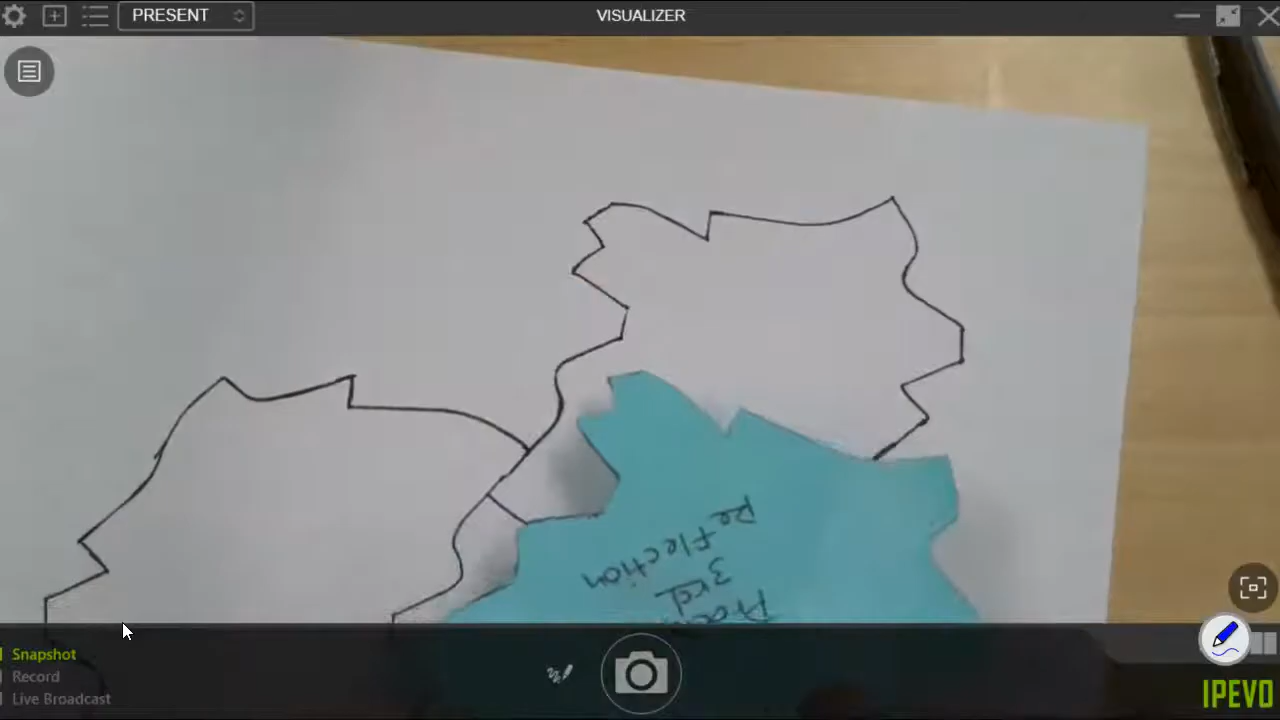 PRESENT
VISUALIZER
3rd
ReFlection
Snapshot
Record
Live Broadcast
IPEVO